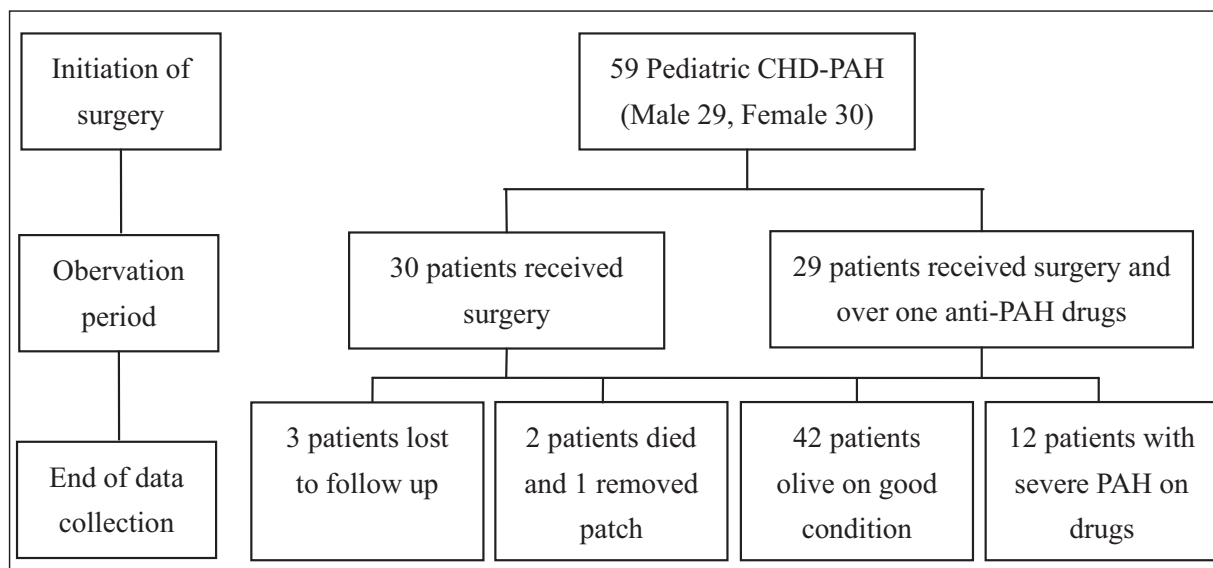 Initiation of
surgery
59 Pediatric CHD-PAH
(Male 29, Female 30)
Obervation
period
30 patients received
surgery
29 patients received surgery and
over one anti-PAH drugs
End of data
collection
3 patients lost
to follow up
2 patients died
and 1 removed
patch
42 patients
olive on good
condition
12 patients with
severe PAH on
drugs